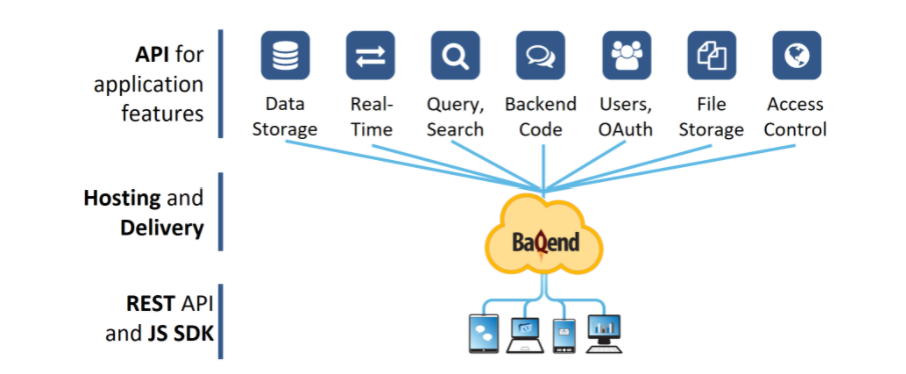 API for
application
features
Data
Storage
Real-
Time
Query,
Search
Backend
Code
Users,
OAuth
File
Storage
Access
Control
Hosting and
Delivery
BaQend
REST API
and JS SDK